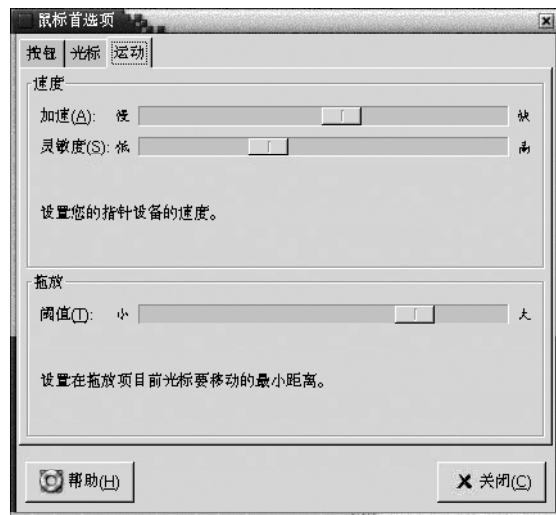 鼠标首选项
按钮 光标 运动
速度
加速(A): 慢 快
灵敏度(S): 低 高
设置您的指针设备的速度。
拖放
阈值(T): 小 大
设置在拖放项目前光标要移动的最小距离。
帮助(H) 关闭(C)